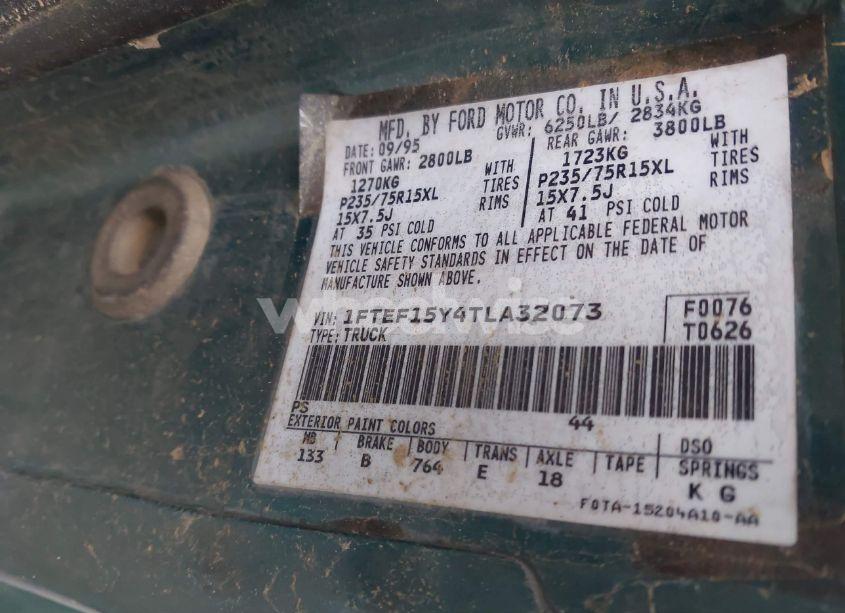 MFD. BY FORD MOTOR CO. IN U.S.A.
DATE: 09/95 GVWR: 6250LB/ 2834KG
FRONT GAWR: 2800LB REAR GAWR: 3800LB
1270KG WITH 1723KG WITH
P235/75R15XL TIRES P235/75R15XL TIRES
15X7.5J RIMS 15X7.5J RIMS
AT 35 PSI COLD AT 41 PSI COLD
THIS VEHICLE CONFORMS TO ALL APPLICABLE FEDERAL MOTOR
VEHICLE SAFETY STANDARDS IN EFFECT ON THE DATE OF
MANUFACTURE SHOWN ABOVE.
VIN: 1FTEF15Y4TLA32073 F0076
TYPE: TRUCK T0626
PS 44
EXTERIOR PAINT COLORS DSO
WB BRAKE BODY TRANS AXLE TAPE SPRINGS
133 B 764 E 18 K G
F0TA-15204A10-AA